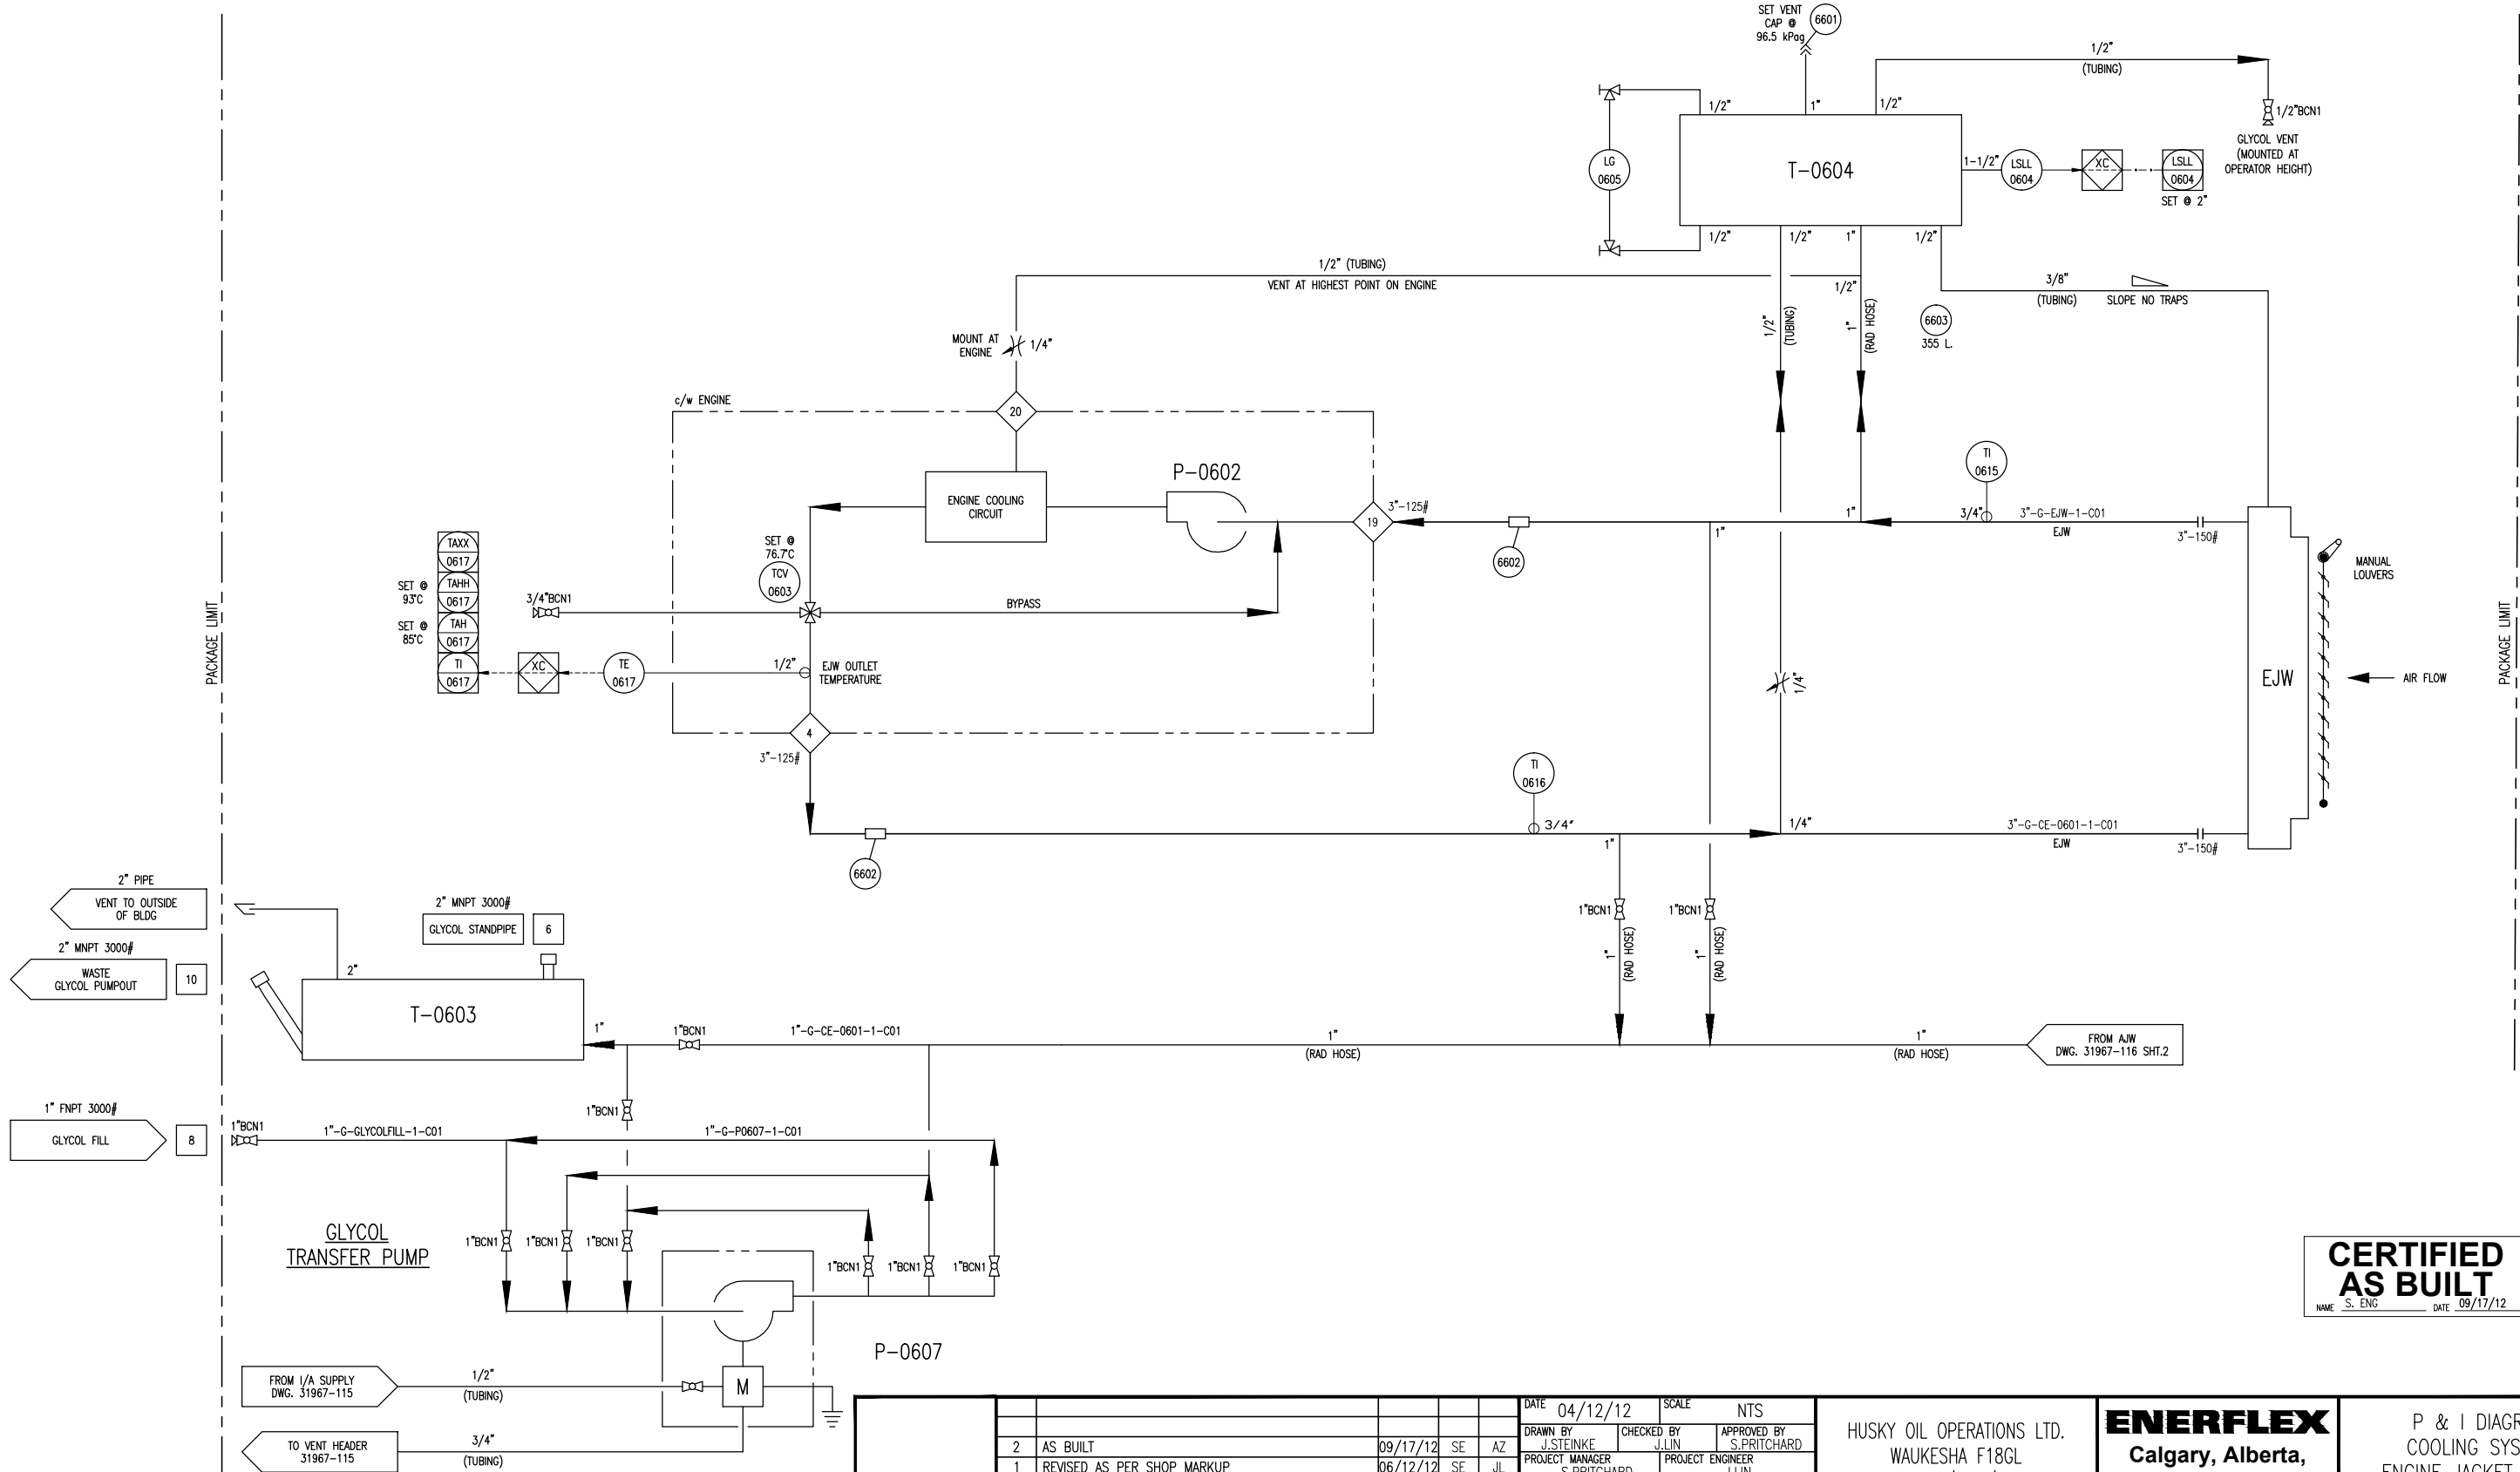 SET VENT
CAP @
96.5 kPag
6601
1/2"
(TUBING)
1/2"
1"
1/2"
1/2"BCN1
GLYCOL VENT
(MOUNTED AT
OPERATOR HEIGHT)
LG
0605
T-0604
1-1/2"
LSLL
0604
XC
LSLL
0604
SET @ 2"
1/2"
1/2"
1"
1/2"
1/2" (TUBING)
VENT AT HIGHEST POINT ON ENGINE
1/2"
3/8"
(TUBING)
SLOPE NO TRAPS
1/2"
(TUBING)
1"
(RAD HOSE)
6603
355 L.
MOUNT AT
ENGINE
1/4"
c/w ENGINE
20
P-0602
ENGINE COOLING
CIRCUIT
19
3"-125#
6602
1"
1"
TI
0615
3/4"
3"-G-EJW-1-C01
EJW
3"-150#
MANUAL
LOUVERS
EJW
AIR FLOW
PACKAGE LIMIT
PACKAGE LIMIT
TAXX
0617
SET @
93°C
TAHH
0617
SET @
85°C
TAH
0617
TI
0617
XC
TE
0617
3/4"BCN1
SET @
76.7°C
TCV
0603
BYPASS
1/2"
EJW OUTLET
TEMPERATURE
1/4"
4
3"-125#
6602
TI
0616
3/4"
1"
1/4"
3"-G-CE-0601-1-C01
EJW
3"-150#
1"BCN1
1"BCN1
1"
(RAD HOSE)
1"
(RAD HOSE)
2" PIPE
VENT TO OUTSIDE
OF BLDG
2" MNPT 3000#
WASTE
GLYCOL PUMPOUT
10
2" MNPT 3000#
GLYCOL STANDPIPE
6
2"
T-0603
1"
1"BCN1
1"-G-CE-0601-1-C01
1"
(RAD HOSE)
1"
(RAD HOSE)
FROM AJW
DWG. 31967-116 SHT.2
1"BCN1
1" FNPT 3000#
GLYCOL FILL
8
1"BCN1
1"-G-GLYCOLFILL-1-C01
1"-G-P0607-1-C01
GLYCOL
TRANSFER PUMP
1"BCN1
1"BCN1
1"BCN1
1"BCN1
1"BCN1
1"BCN1
P-0607
M
FROM I/A SUPPLY
DWG. 31967-115
1/2"
(TUBING)
TO VENT HEADER
31967-115
3/4"
(TUBING)
CERTIFIED
AS BUILT
NAME S. ENG DATE 09/17/12
2 AS BUILT 09/17/12 SE AZ
1 REVISED AS PER SHOP MARKUP 06/12/12 SE JL
DATE 04/12/12 SCALE NTS
DRAWN BY J.STEINKE CHECKED BY J.LIN APPROVED BY S.PRITCHARD
PROJECT MANAGER S.PRITCHARD PROJECT ENGINEER J.LIN
HUSKY OIL OPERATIONS LTD.
WAUKESHA F18GL
ENERFLEX
Calgary, Alberta,
P & I DIAGR
COOLING SYS
ENGINE JACKET